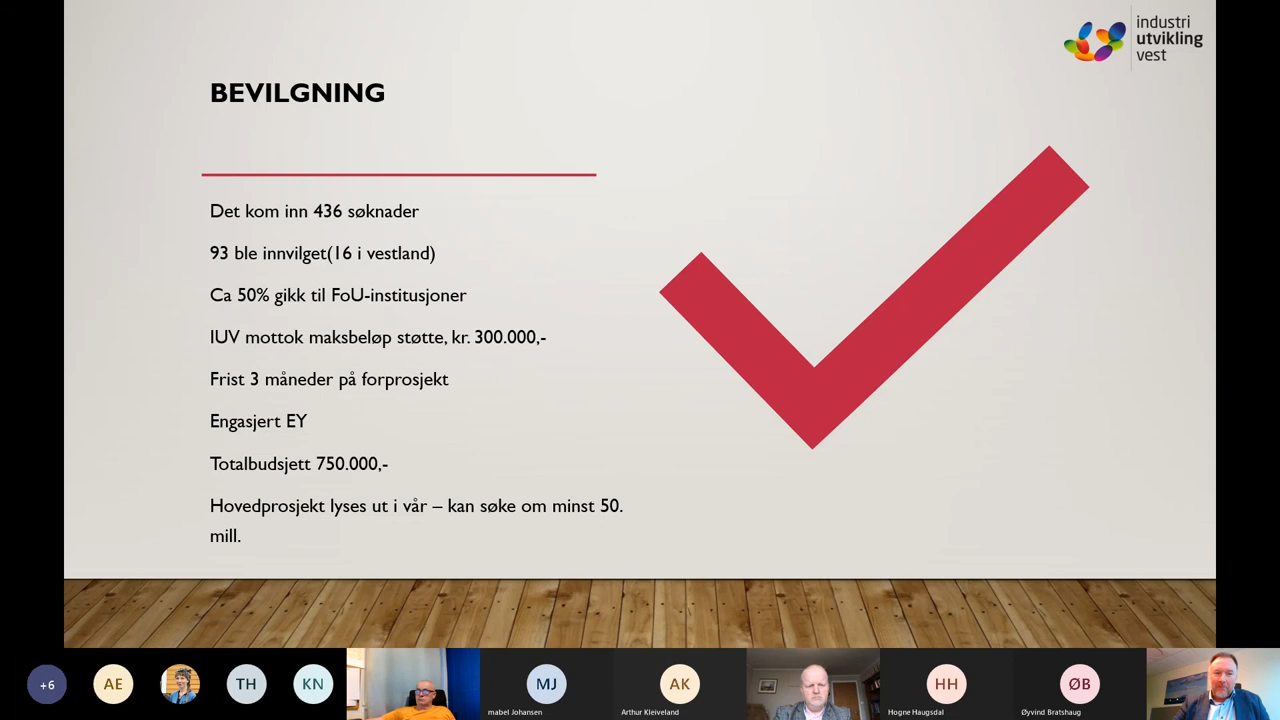 industri
utvikling
vest
BEVILGNING
Det kom inn 436 søknader
93 ble innvilget(16 i vestland)
Ca 50% gikk til FoU-institusjoner
IUV mottok maksbeløp støtte, kr. 300.000,-
Frist 3 måneder på forprosjekt
Engasjert EY
Totalbudsjett 750.000,-
Hovedprosjekt lyses ut i vår – kan søke om minst 50.
mill.
+6
AE
TH
KN
MJ
mabel Johansen
AK
Arthur Kleiveland
HH
Hogne Haugsdal
ØB
Øyvind Bratshaug